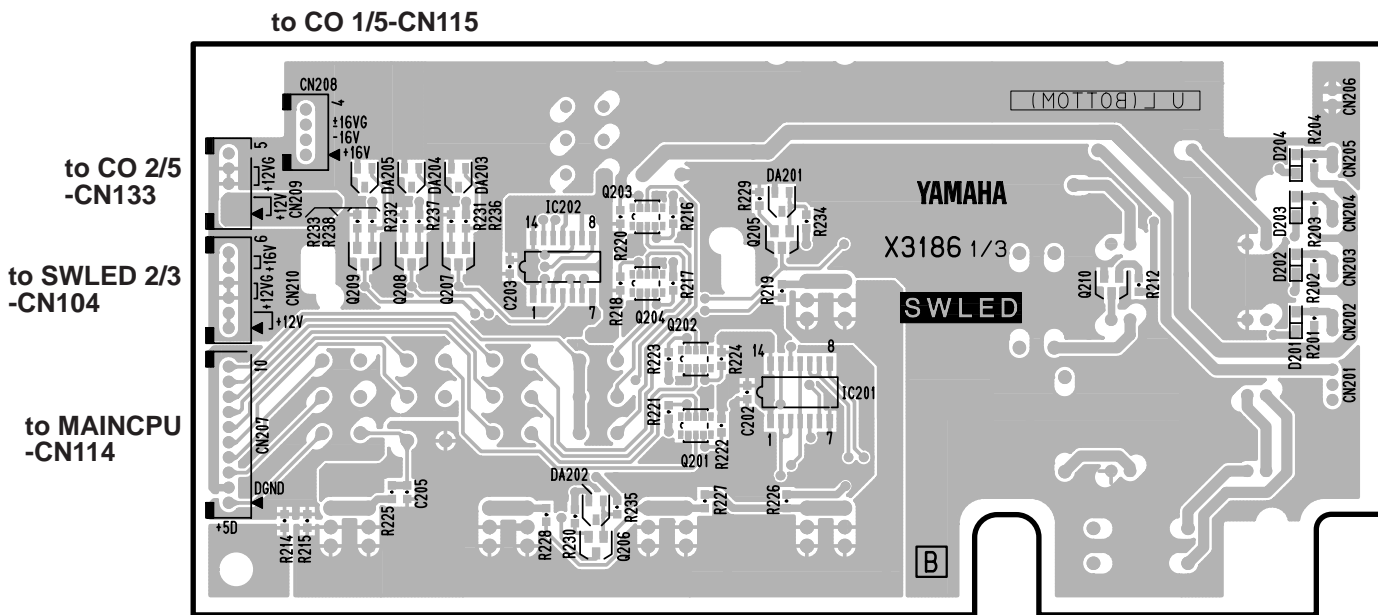 to CO 1/5-CN115
CN208
4
±16VG
-16V
+16V
to CO 2/5
-CN133
5
+12VG
+12V
CN209
to SWLED 2/3
-CN104
6
+16V
+12VG
+12V
CN210
to MAINCPU
-CN114
10
CN207
DGND
+5D
R214
R215
R225
C205
R233
R238
DA205
R232
DA204
R237
DA203
R231
R236
Q209
Q208
Q207
IC202
14
8
1
7
C203
Q203
R216
R220
R217
R218
Q204
Q202
R223
R224
R221
R222
Q201
C202
14
8
IC201
1
7
DA201
R229
R234
Q205
R219
DA202
R228
R230
R235
Q206
R227
R226
YAMAHA
X3186 1/3
SWLED
B
U L (BOTTOM)
Q210
R212
CN206
R204
D204
CN205
D203
R203
CN204
D202
R202
CN203
D201
R201
CN202
CN201